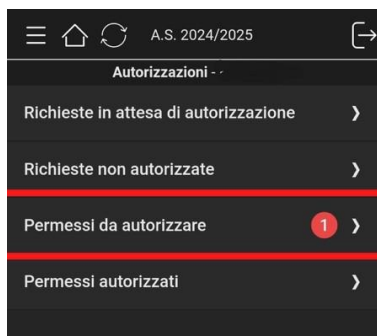 A.S. 2024/2025
Autorizzazioni -
Richieste in attesa di autorizzazione
Richieste non autorizzate
Permessi da autorizzare 1
Permessi autorizzati